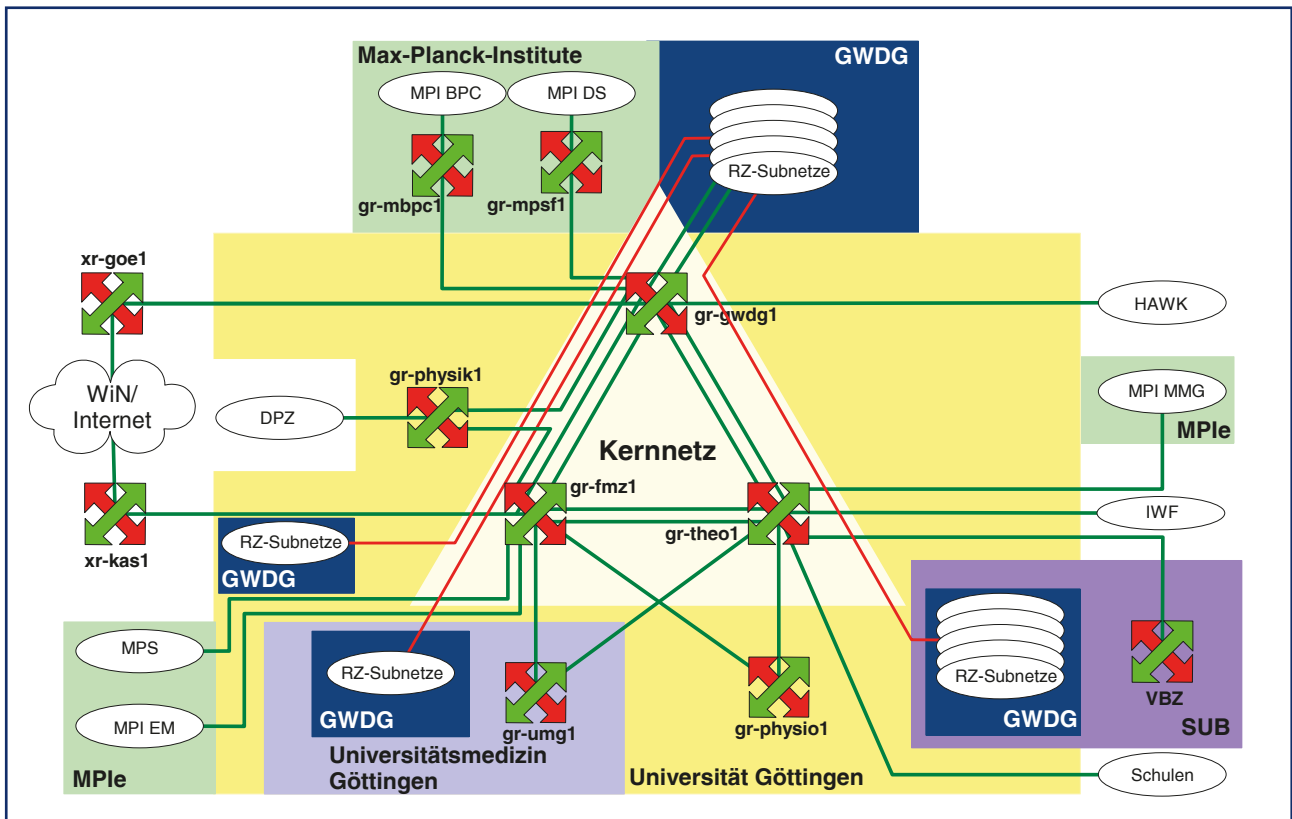 Max-Planck-Institute
GWDG
MPI BPC
MPI DS
RZ-Subnetze
gr-mbpc1
gr-mpsf1
xr-goe1
gr-gwdg1
HAWK
WiN/
Internet
gr-physik1
DPZ
MPI MMG
MPIe
Kernnetz
gr-fmz1
gr-theo1
IWF
xr-kas1
RZ-Subnetze
GWDG
MPS
MPI EM
MPIe
RZ-Subnetze
GWDG
gr-umg1
Universitätsmedizin
Göttingen
gr-physio1
Universität Göttingen
RZ-Subnetze
GWDG
VBZ
SUB
Schulen